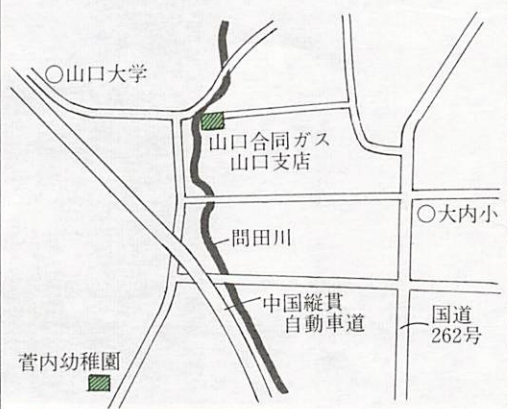 ○山口大学
山口合同ガス
山口支店
○大内小
問田川
中国縦貫
自動車道
国道
262号
菅内幼稚園